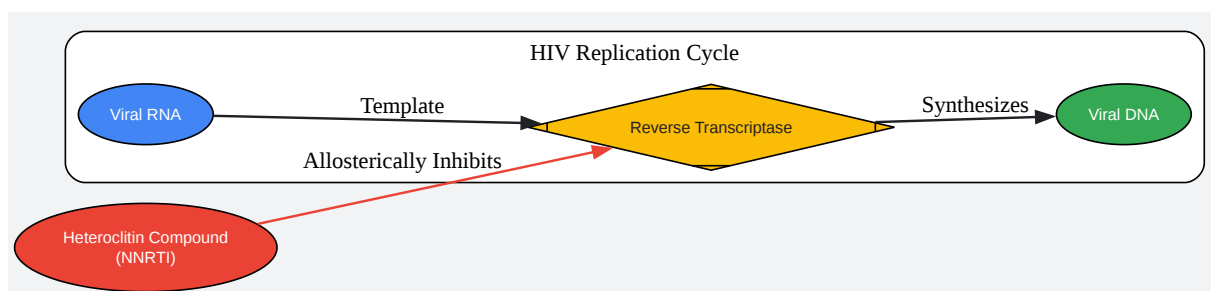 HIV Replication Cycle
Viral RNA
Template
Reverse Transcriptase
Synthesizes
Viral DNA
Allosterically Inhibits
Heteroclitin Compound
(NNRTI)